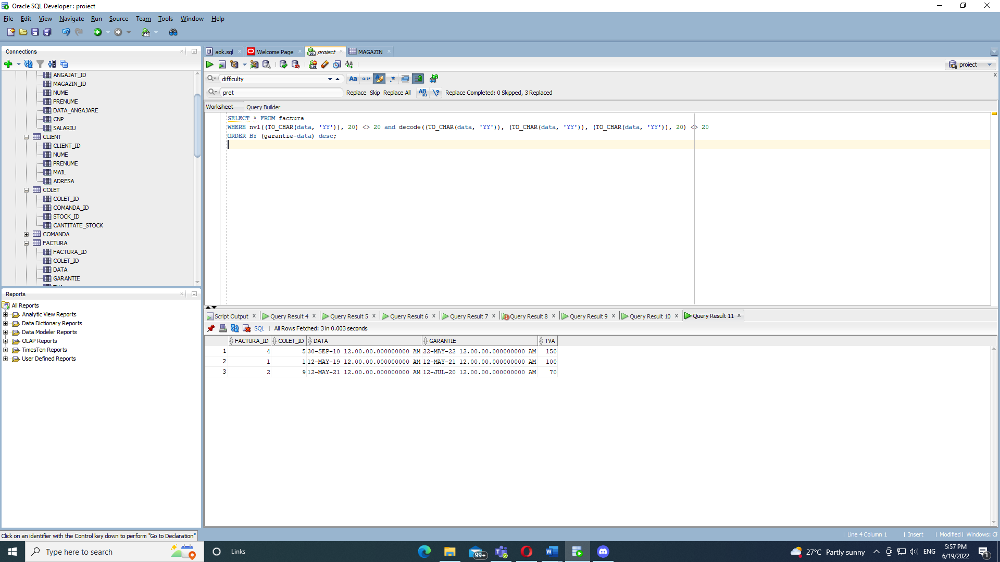 Oracle SQL Developer : proiect
File Edit View Navigate Run Source Team Tools Window Help
Connections
ANGAJAT_ID
MAGAZIN_ID
NUME
PRENUME
DATA_ANGAJARE
CNP
SALARIU
CLIENT
CLIENT_ID
NUME
PRENUME
MAIL
ADRESA
COLET
COLET_ID
COMANDA_ID
STOCK_ID
CANTITATE_STOCK
COMANDA
FACTURA
FACTURA_ID
COLET_ID
DATA
GARANTIE
Reports
All Reports
Analytic View Reports
Data Dictionary Reports
Data Modeler Reports
OLAP Reports
TimesTen Reports
User Defined Reports
aok.sql Welcome Page proiect MAGAZIN
proiect
difficulty
pret Replace Skip Replace All Replace Completed: 0 Skipped, 3 Replaced
Worksheet Query Builder
SELECT * FROM factura
WHERE nvl((TO_CHAR(data, 'YY')), 20) <> 20 and decode((TO_CHAR(data, 'YY')), (TO_CHAR(data, 'YY')), (TO_CHAR(data, 'YY')), 20) <> 20
ORDER BY (garantie-data) desc;
Script Output Query Result 4 Query Result 5 Query Result 6 Query Result 7 Query Result 8 Query Result 9 Query Result 10 Query Result 11
SQL All Rows Fetched: 3 in 0.003 seconds
FACTURA_ID COLET_ID DATA GARANTIE TVA
1 4 5 30-SEP-10 12.00.00.000000000 AM 22-MAY-22 12.00.00.000000000 AM 150
2 1 1 12-MAY-19 12.00.00.000000000 AM 12-MAY-21 12.00.00.000000000 AM 100
3 2 9 12-MAY-21 12.00.00.000000000 AM 12-JUL-20 12.00.00.000000000 AM 70
Click on an identifier with the Control key down to perform "Go to Declaration"
Line 4 Column 1 Insert Modified Windows: CF
Type here to search Links 99+ 27°C Partly sunny ENG 5:57 PM
6/19/2022 1